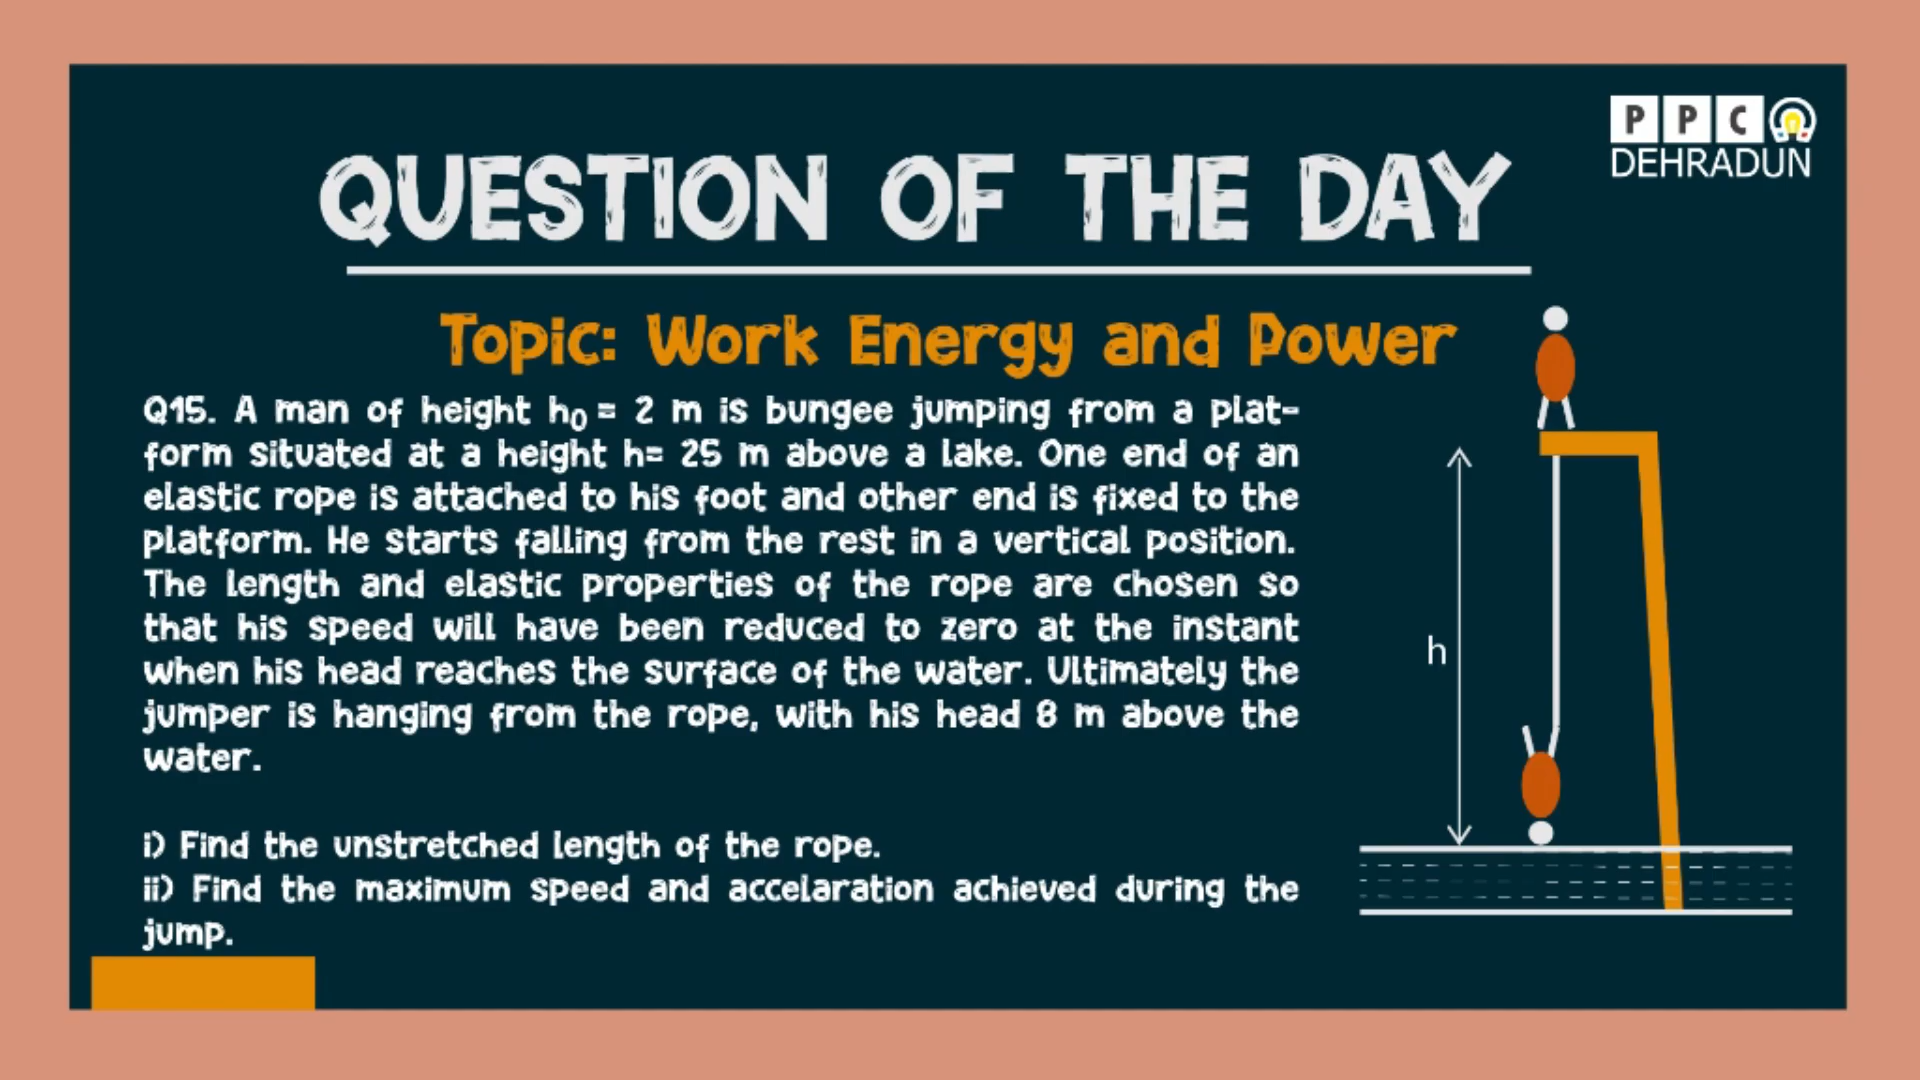 P P C
DEHRADUN
QUESTION OF THE DAY
Topic: Work Energy and Power
Q15. A man of height h₀ = 2 m is bungee jumping from a plat-
form situated at a height h= 25 m above a lake. One end of an
elastic rope is attached to his foot and other end is fixed to the
platform. He starts falling from the rest in a vertical position.
The length and elastic properties of the rope are chosen so
that his speed will have been reduced to zero at the instant
when his head reaches the surface of the water. Ultimately the
jumper is hanging from the rope, with his head 8 m above the
water.
i) Find the unstretched length of the rope.
ii) Find the maximum speed and accelaration achieved during the
jump.
h